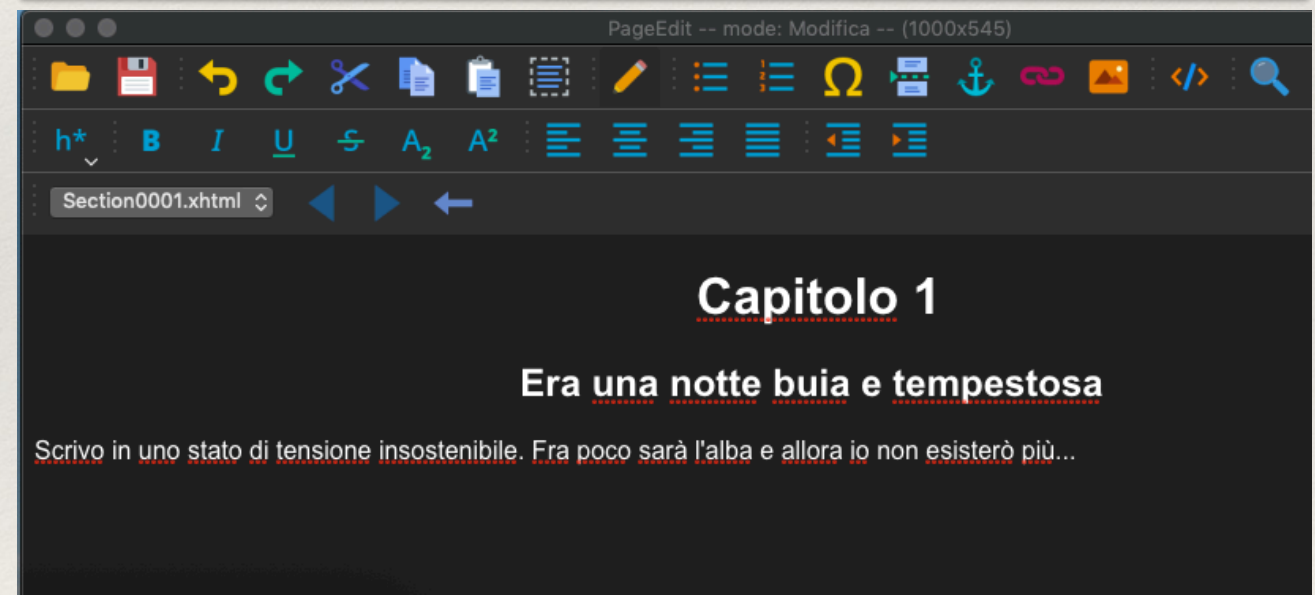 PageEdit -- mode: Modifica -- (1000x545)
h* B I U S A₂ A²
Section0001.xhtml
Capitolo 1
Era una notte buia e tempestosa
Scrivo in uno stato di tensione insostenibile. Fra poco sarà l'alba e allora io non esisterò più...